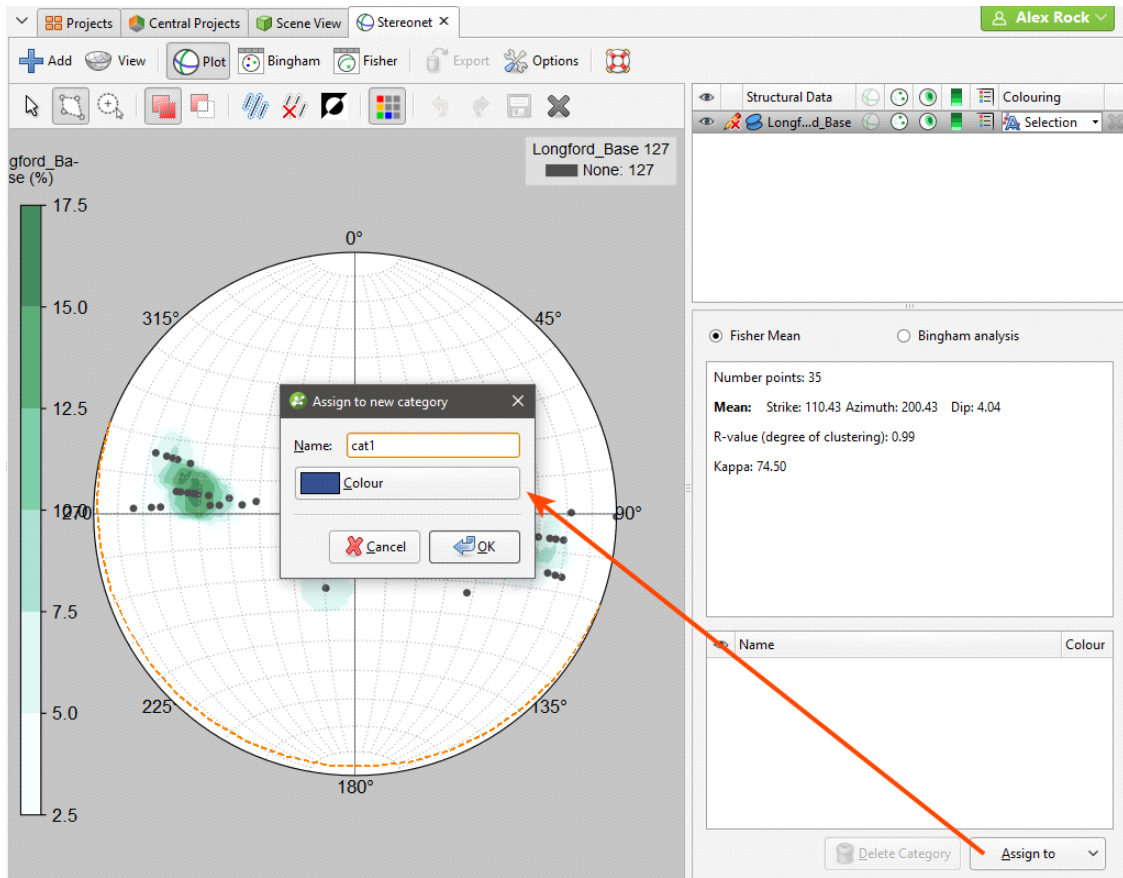 Projects Central Projects Scene View Stereonet × Alex Rock
Add View Plot Bingham Fisher Export Options
Structural Data Colouring
Longf...d_Base Selection
Longford_Base 127
None: 127
gford_Ba-
se (%)
17.5
15.0
12.5
10.0
7.5
5.0
2.5
0°
45°
90°
135°
180°
225°
270
315°
Assign to new category
Name: cat1
Colour
Cancel OK
Fisher Mean Bingham analysis
Number points: 35
Mean: Strike: 110.43 Azimuth: 200.43 Dip: 4.04
R-value (degree of clustering): 0.99
Kappa: 74.50
Name Colour
Delete Category Assign to